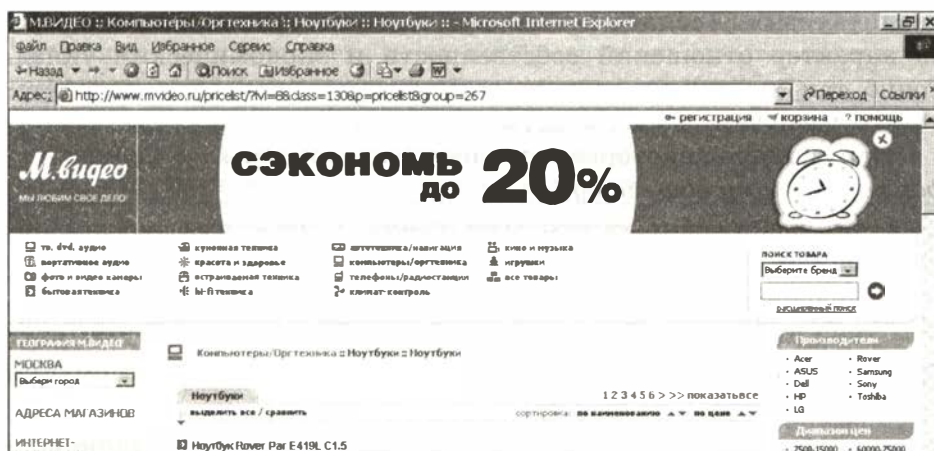 М.ВИДЕО :: Компьютеры/Оргтехника :: Ноутбуки :: Ноутбуки :: - Microsoft Internet Explorer
Файл Правка Вид Избранное Сервис Справка
Назад Поиск Избранное
Адрес: http://www.mvideo.ru/pricelist/?lvl=8&class=130&p=pricelist&group=267 Переход Ссылки
регистрация корзина ? помощь
М.видео
МЫ ЛЮБИМ СВОЕ ДЕЛО
СЭКОНОМЬ
ДО 20%
тв, dvd, аудио кухонная техника автотехника/навигация кино и музыка
портативное аудио красота и здоровье компьютеры/оргтехника игрушки
фото и видео камеры встраиваемая техника телефоны/радиостанции все товары
бытовая техника hi-fi техника климат-контроль
ПОИСК ТОВАРА
Выберите бренд
расширенный поиск
ГЕОГРАФИЯ М.ВИДЕО
МОСКВА
Выбери город
АДРЕСА МАГАЗИНОВ
ИНТЕРНЕТ-
Компьютеры/Оргтехника :: Ноутбуки :: Ноутбуки
Ноутбуки 1 2 3 4 5 6 > >> показать все
выделить все / сравнить сортировка: по наименованию по цене
Ноутбук Rover Par E419L C1.5
Производители
· Acer · Rover
· ASUS · Samsung
· Dell · Sony
· HP · Toshiba
· LG
Диапазон цен
· 7500-15000 · 60000-75000